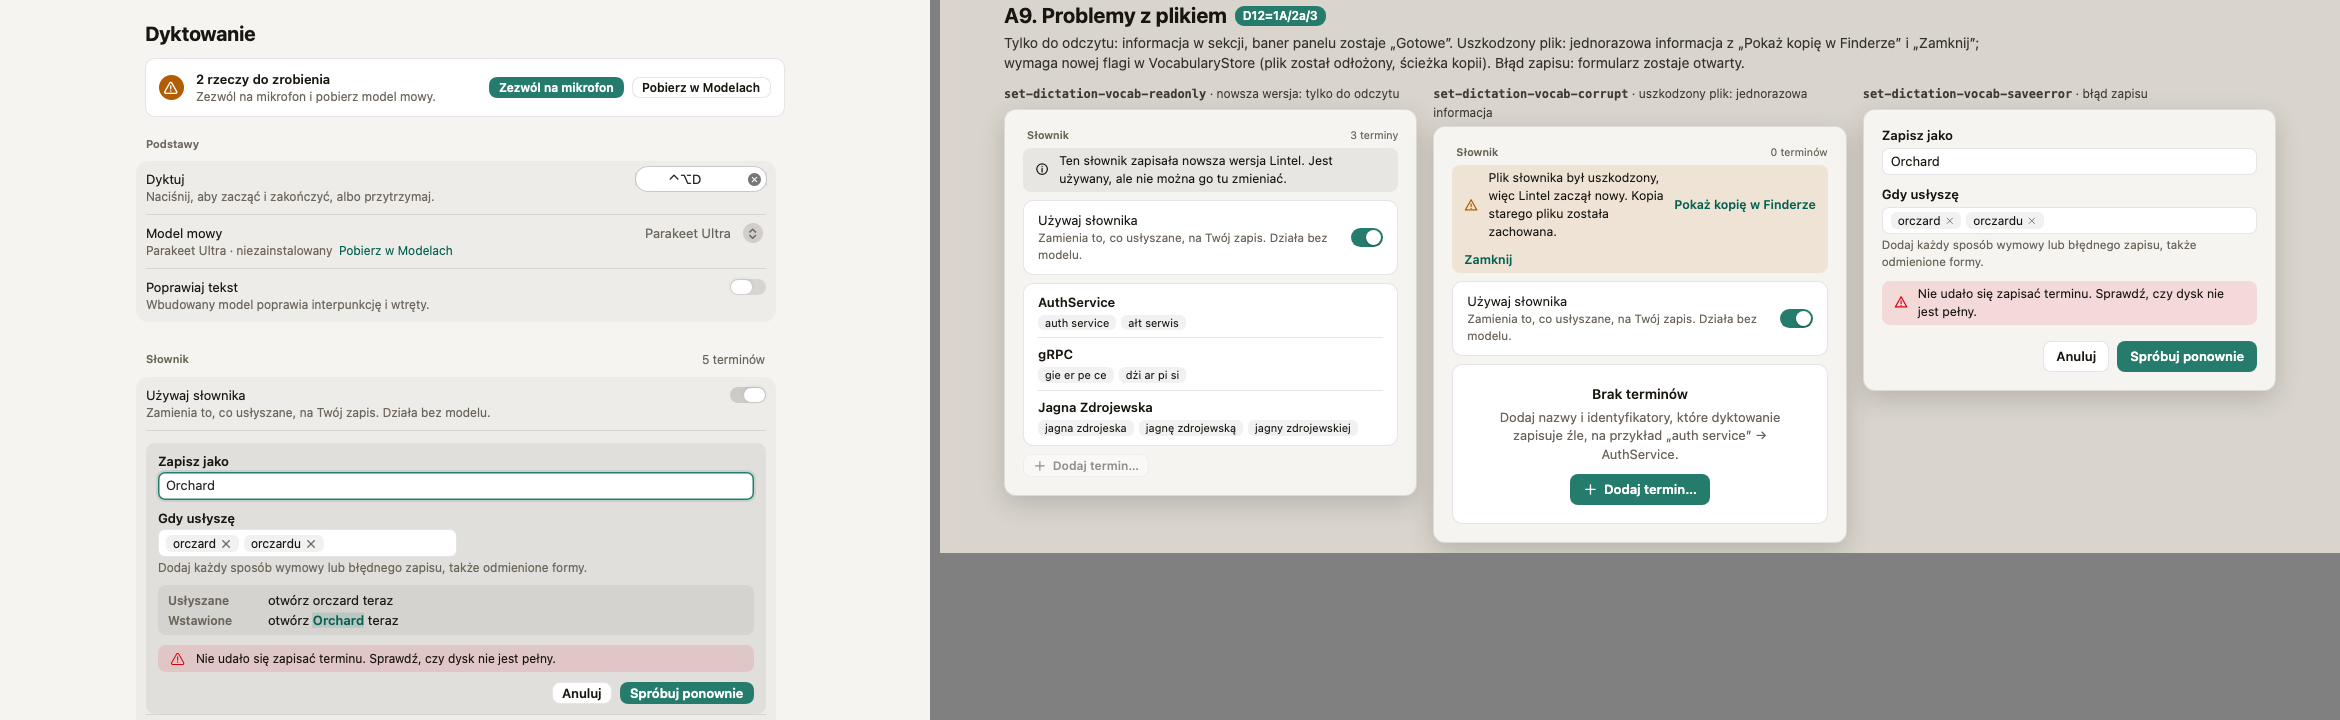 Dyktowanie
2 rzeczy do zrobienia
Zezwól na mikrofon i pobierz model mowy.
Zezwól na mikrofon
Pobierz w Modelach
Podstawy
Dyktuj
Naciśnij, aby zacząć i zakończyć, albo przytrzymaj.
^⌥D
Model mowy
Parakeet Ultra · niezainstalowany Pobierz w Modelach
Parakeet Ultra
Poprawiaj tekst
Wbudowany model poprawia interpunkcję i wtręty.
Słownik
5 terminów
Używaj słownika
Zamienia to, co usłyszane, na Twój zapis. Działa bez modelu.
Zapisz jako
Orchard
Gdy usłyszę
orczard ✕ orczardu ✕
Dodaj każdy sposób wymowy lub błędnego zapisu, także odmienione formy.
Usłyszane otwórz orczard teraz
Wstawione otwórz Orchard teraz
Nie udało się zapisać terminu. Sprawdź, czy dysk nie jest pełny.
Anuluj
Spróbuj ponownie
A9. Problemy z plikiem D12=1A/2a/3
Tylko do odczytu: informacja w sekcji, baner panelu zostaje „Gotowe”. Uszkodzony plik: jednorazowa informacja z „Pokaż kopię w Finderze” i „Zamknij”;
wymaga nowej flagi w VocabularyStore (plik został odłożony, ścieżka kopii). Błąd zapisu: formularz zostaje otwarty.
set-dictation-vocab-readonly · nowsza wersja: tylko do odczytu
Słownik
3 terminy
Ten słownik zapisała nowsza wersja Lintel. Jest
używany, ale nie można go tu zmieniać.
Używaj słownika
Zamienia to, co usłyszane, na Twój zapis. Działa bez
modelu.
AuthService
auth service ałt serwis
gRPC
gie er pe ce dżi ar pi si
Jagna Zdrojewska
jagna zdrojeska jagnę zdrojewską jagny zdrojewskiej
+ Dodaj termin...
set-dictation-vocab-corrupt · uszkodzony plik: jednorazowa
informacja
Słownik
0 terminów
Plik słownika był uszkodzony,
więc Lintel zaczął nowy. Kopia
starego pliku została
zachowana.
Pokaż kopię w Finderze
Zamknij
Używaj słownika
Zamienia to, co usłyszane, na Twój zapis. Działa bez
modelu.
Brak terminów
Dodaj nazwy i identyfikatory, które dyktowanie
zapisuje źle, na przykład „auth service” →
AuthService.
+ Dodaj termin...
set-dictation-vocab-saveerror · błąd zapisu
Zapisz jako
Orchard
Gdy usłyszę
orczard × orczardu ×
Dodaj każdy sposób wymowy lub błędnego zapisu, także
odmienione formy.
Nie udało się zapisać terminu. Sprawdź, czy dysk nie
jest pełny.
Anuluj
Spróbuj ponownie